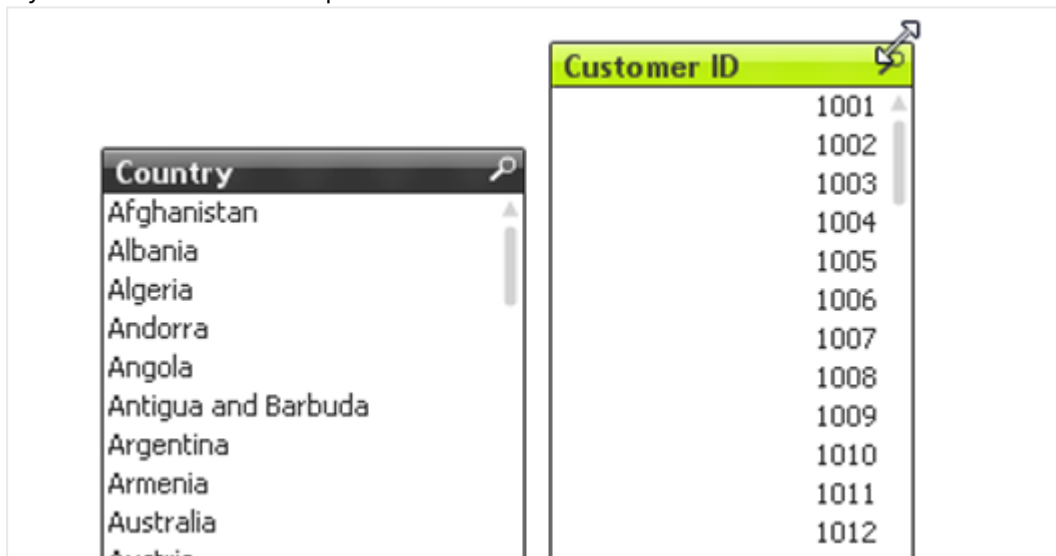 Customer ID
1001
1002
1003
1004
1005
1006
1007
1008
1009
1010
1011
1012
Country
Afghanistan
Albania
Algeria
Andorra
Angola
Antigua and Barbuda
Argentina
Armenia
Australia